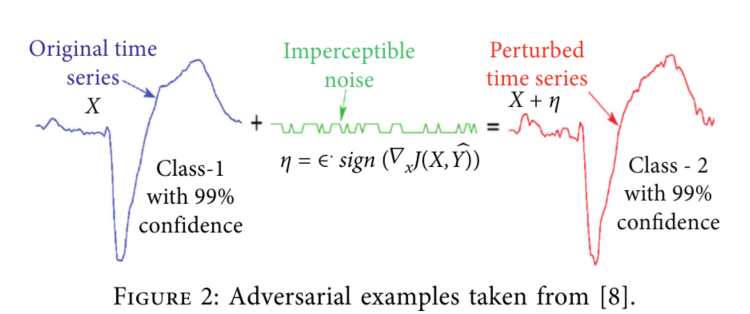 Original time
series
X
Class-1
with 99%
confidence
+
Imperceptible
noise
η = ϵ· sign (∇ₓJ(X,Ŷ))
=
Perturbed
time series
X + η
Class - 2
with 99%
confidence
FIGURE 2: Adversarial examples taken from [8].